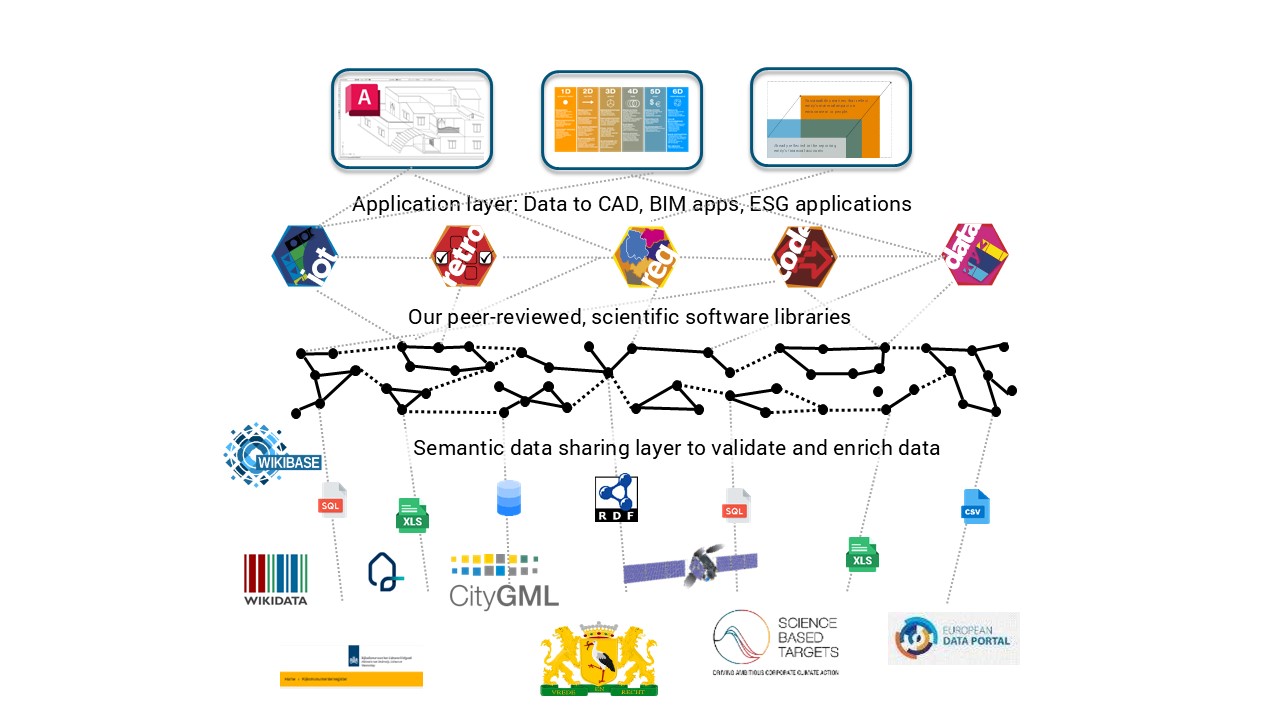 A
1D 2D 3D 4D 5D 6D
Application layer: Data to CAD, BIM apps, ESG applications
iot
retro
reg
code
data
Our peer-reviewed, scientific software libraries
WIKIBASE
Semantic data sharing layer to validate and enrich data
SQL
XLS
RDF
SQL
CSV
XLS
WIKIDATA
CityGML
SCIENCE
BASED
TARGETS
DRIVING AMBITIOUS CORPORATE CLIMATE ACTION
EUROPEAN
DATA PORTAL
VREDE EN RECHT